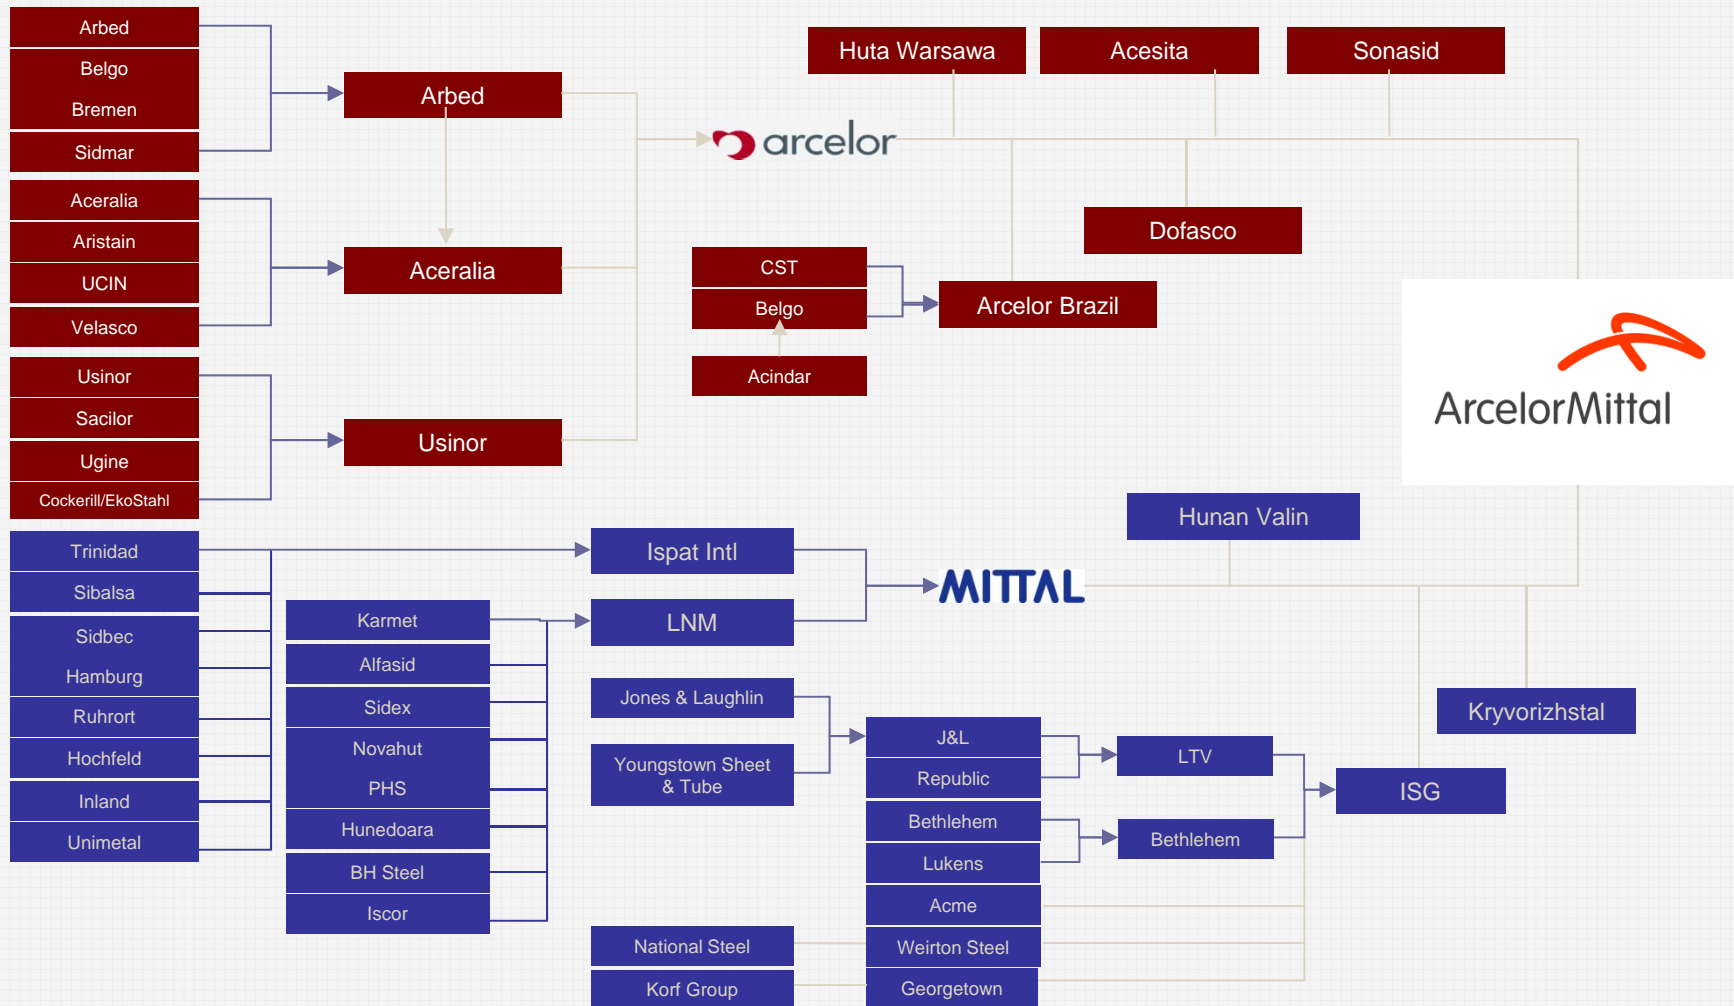 Arbed
Belgo
Bremen
Sidmar
Aceralia
Aristain
UCIN
Velasco
Usinor
Sacilor
Ugine
Cockerill/EkoStahl
Arbed
Aceralia
Usinor
arcelor
Huta Warsawa
Acesita
Sonasid
Dofasco
CST
Belgo
Acindar
Arcelor Brazil
ArcelorMittal
Trinidad
Sibalsa
Sidbec
Hamburg
Ruhrort
Hochfeld
Inland
Unimetal
Karmet
Alfasid
Sidex
Novahut
PHS
Hunedoara
BH Steel
Iscor
Ispat Intl
LNM
MITTAL
Hunan Valin
Kryvorizhstal
Jones & Laughlin
Youngstown Sheet
& Tube
J&L
Republic
Bethlehem
Lukens
Acme
Weirton Steel
Georgetown
National Steel
Korf Group
LTV
Bethlehem
ISG